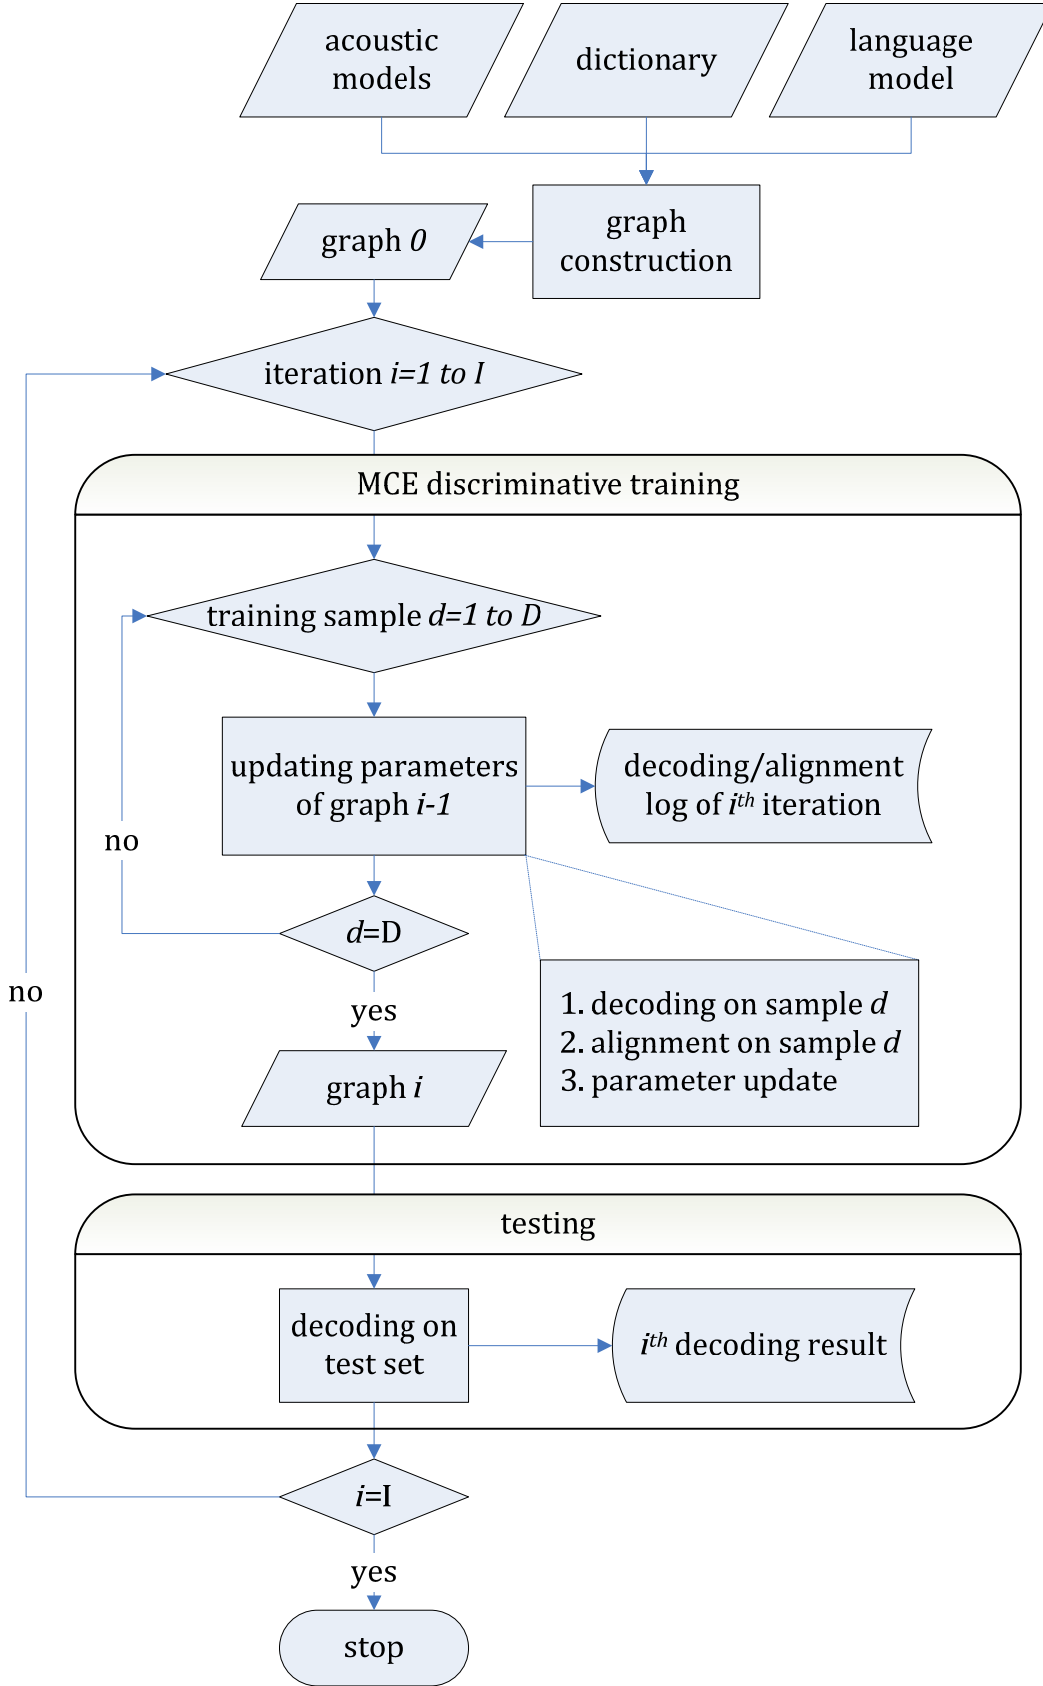 acoustic
models
dictionary
language
model
graph
construction
graph 0
iteration i=1 to I
MCE discriminative training
training sample d=1 to D
updating parameters
of graph i-1
decoding/alignment
log of ith iteration
no
d=D
yes
1. decoding on sample d
2. alignment on sample d
3. parameter update
no
graph i
testing
decoding on
test set
ith decoding result
i=I
yes
stop